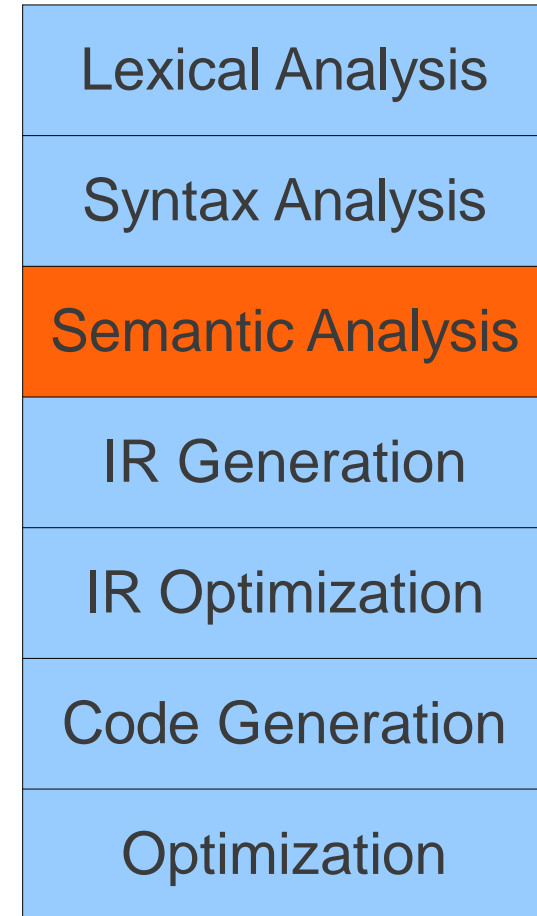 Lexical Analysis
Syntax Analysis
Semantic Analysis
IR Generation
IR Optimization
Code Generation
Optimization